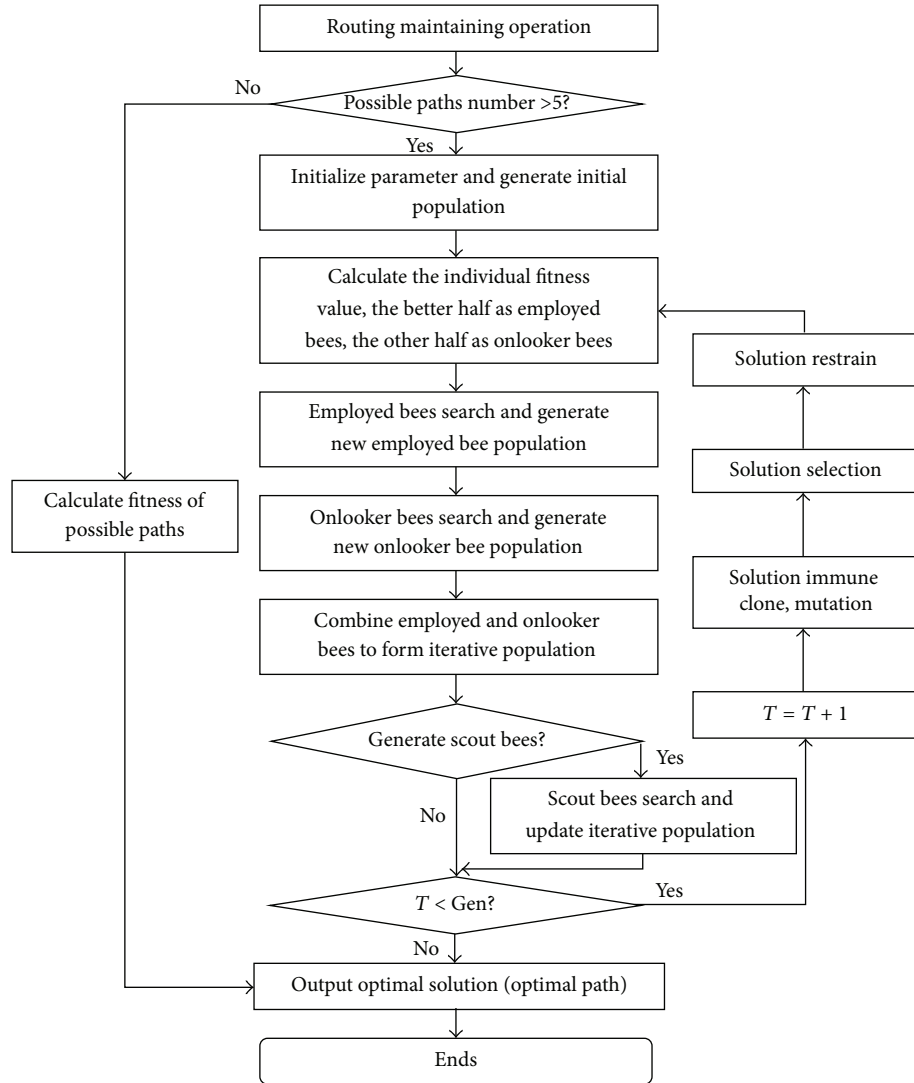 Routing maintaining operation
No
Possible paths number >5?
Yes
Initialize parameter and generate initial
population
Calculate the individual fitness
value, the better half as employed
bees, the other half as onlooker bees
Solution restrain
Employed bees search and generate
new employed bee population
Solution selection
Calculate fitness of
possible paths
Onlooker bees search and generate
new onlooker bee population
Solution immune
clone, mutation
Combine employed and onlooker
bees to form iterative population
T = T + 1
Generate scout bees?
Yes
No
Scout bees search and
update iterative population
T < Gen?
Yes
No
Output optimal solution (optimal path)
Ends